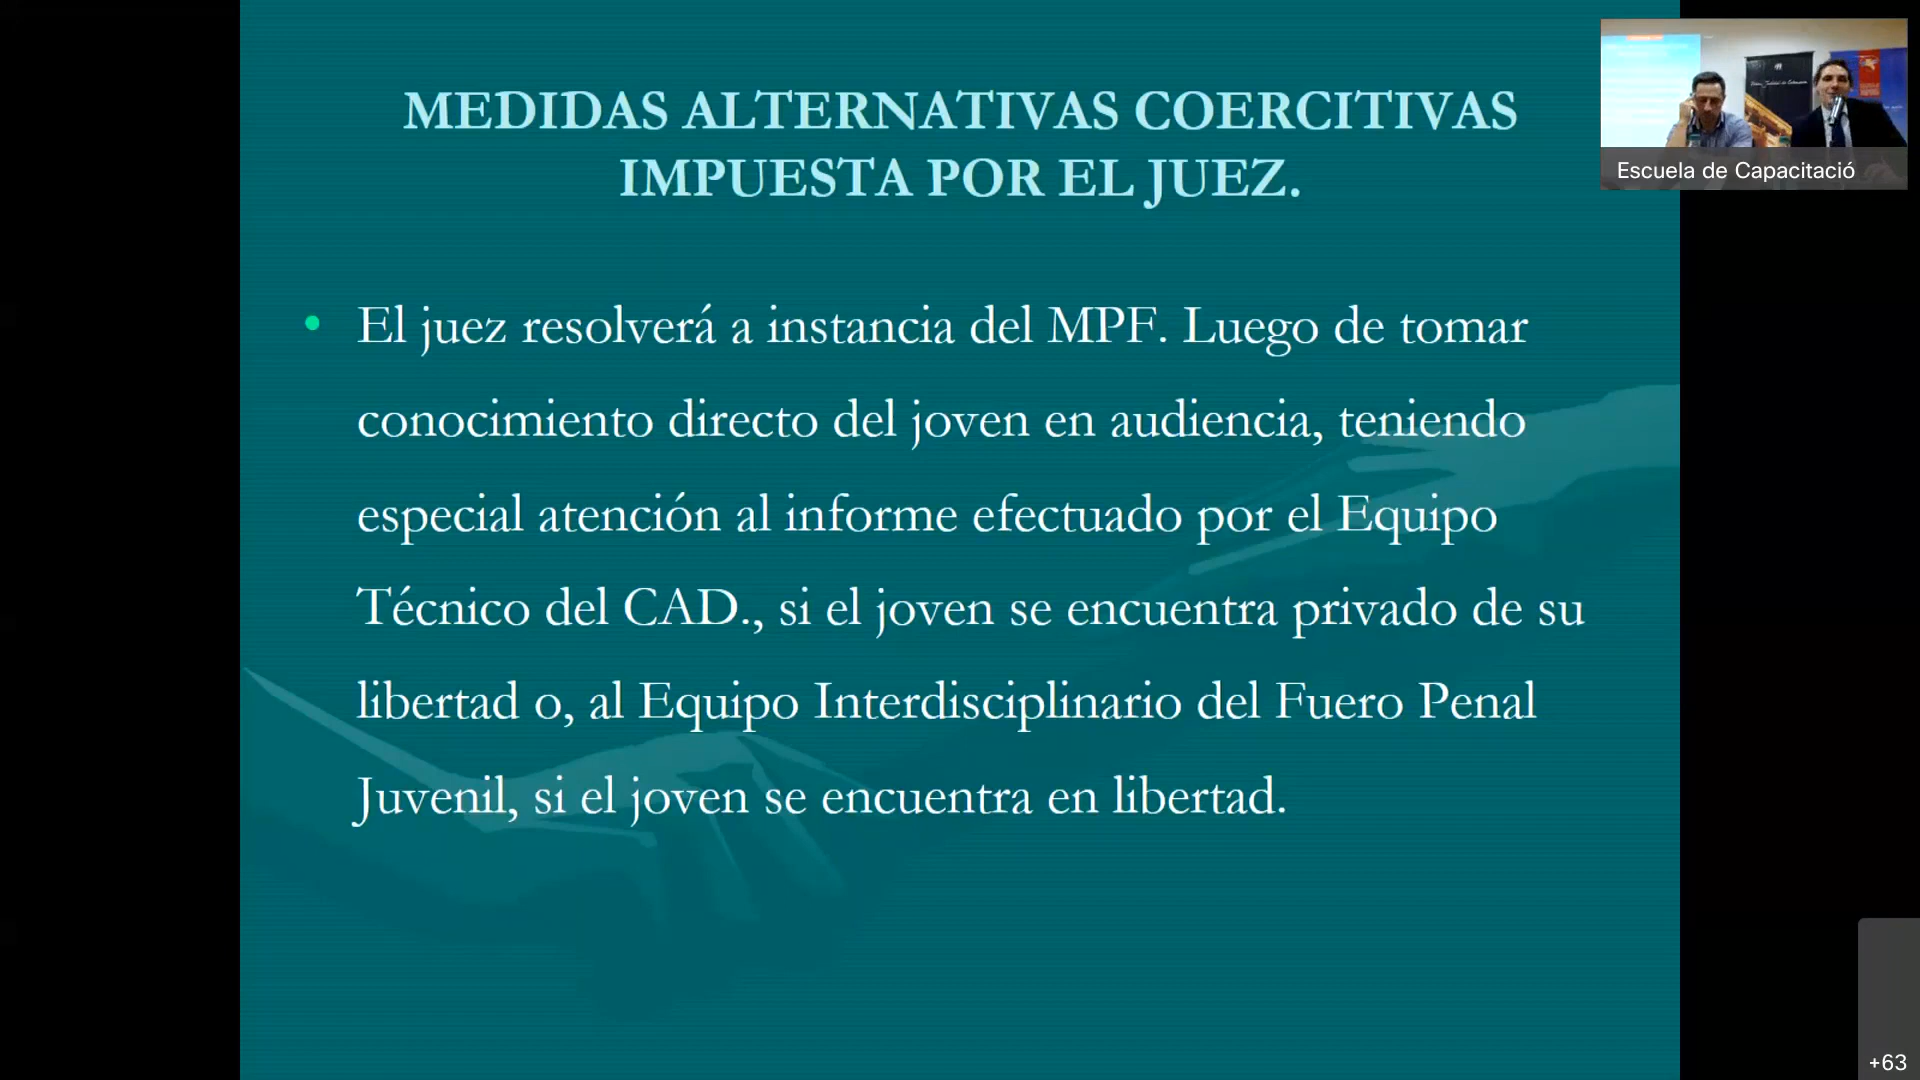 MEDIDAS ALTERNATIVAS COERCITIVAS
IMPUESTA POR EL JUEZ.
• El juez resolverá a instancia del MPF. Luego de tomar
conocimiento directo del joven en audiencia, teniendo
especial atención al informe efectuado por el Equipo
Técnico del CAD., si el joven se encuentra privado de su
libertad o, al Equipo Interdisciplinario del Fuero Penal
Juvenil, si el joven se encuentra en libertad.
Escuela de Capacitació
+63